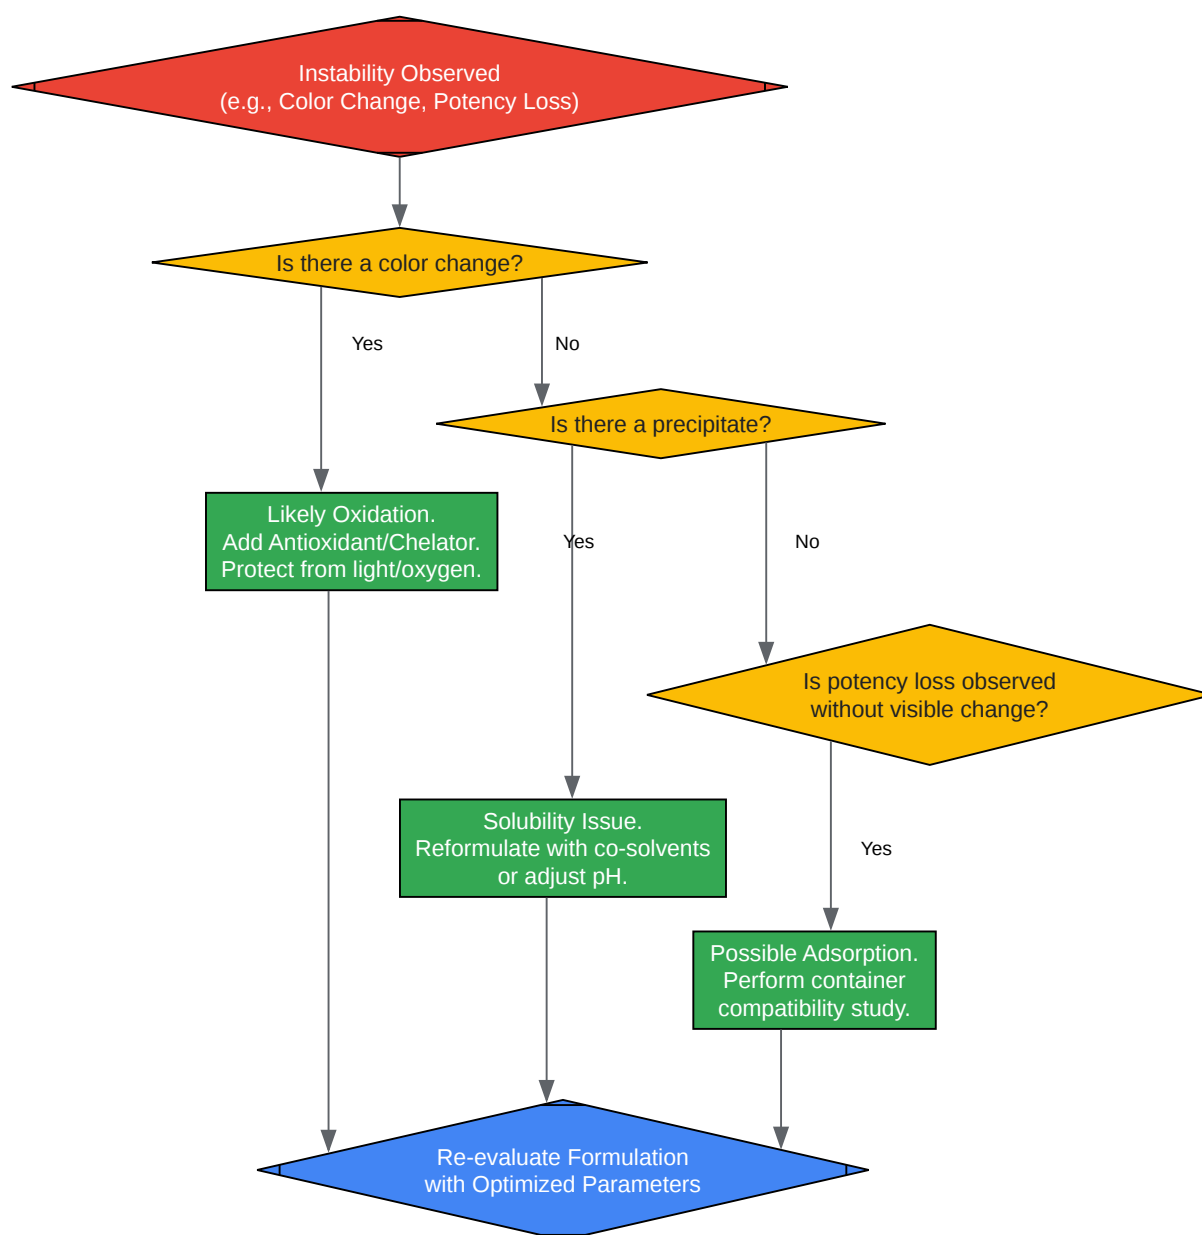 Instability Observed
(e.g., Color Change, Potency Loss)
Is there a color change?
Yes
No
Is there a precipitate?
Likely Oxidation.
Add Antioxidant/Chelator.
Protect from light/oxygen.
Yes
No
Is potency loss observed
without visible change?
Solubility Issue.
Reformulate with co-solvents
or adjust pH.
Yes
Possible Adsorption.
Perform container
compatibility study.
Re-evaluate Formulation
with Optimized Parameters